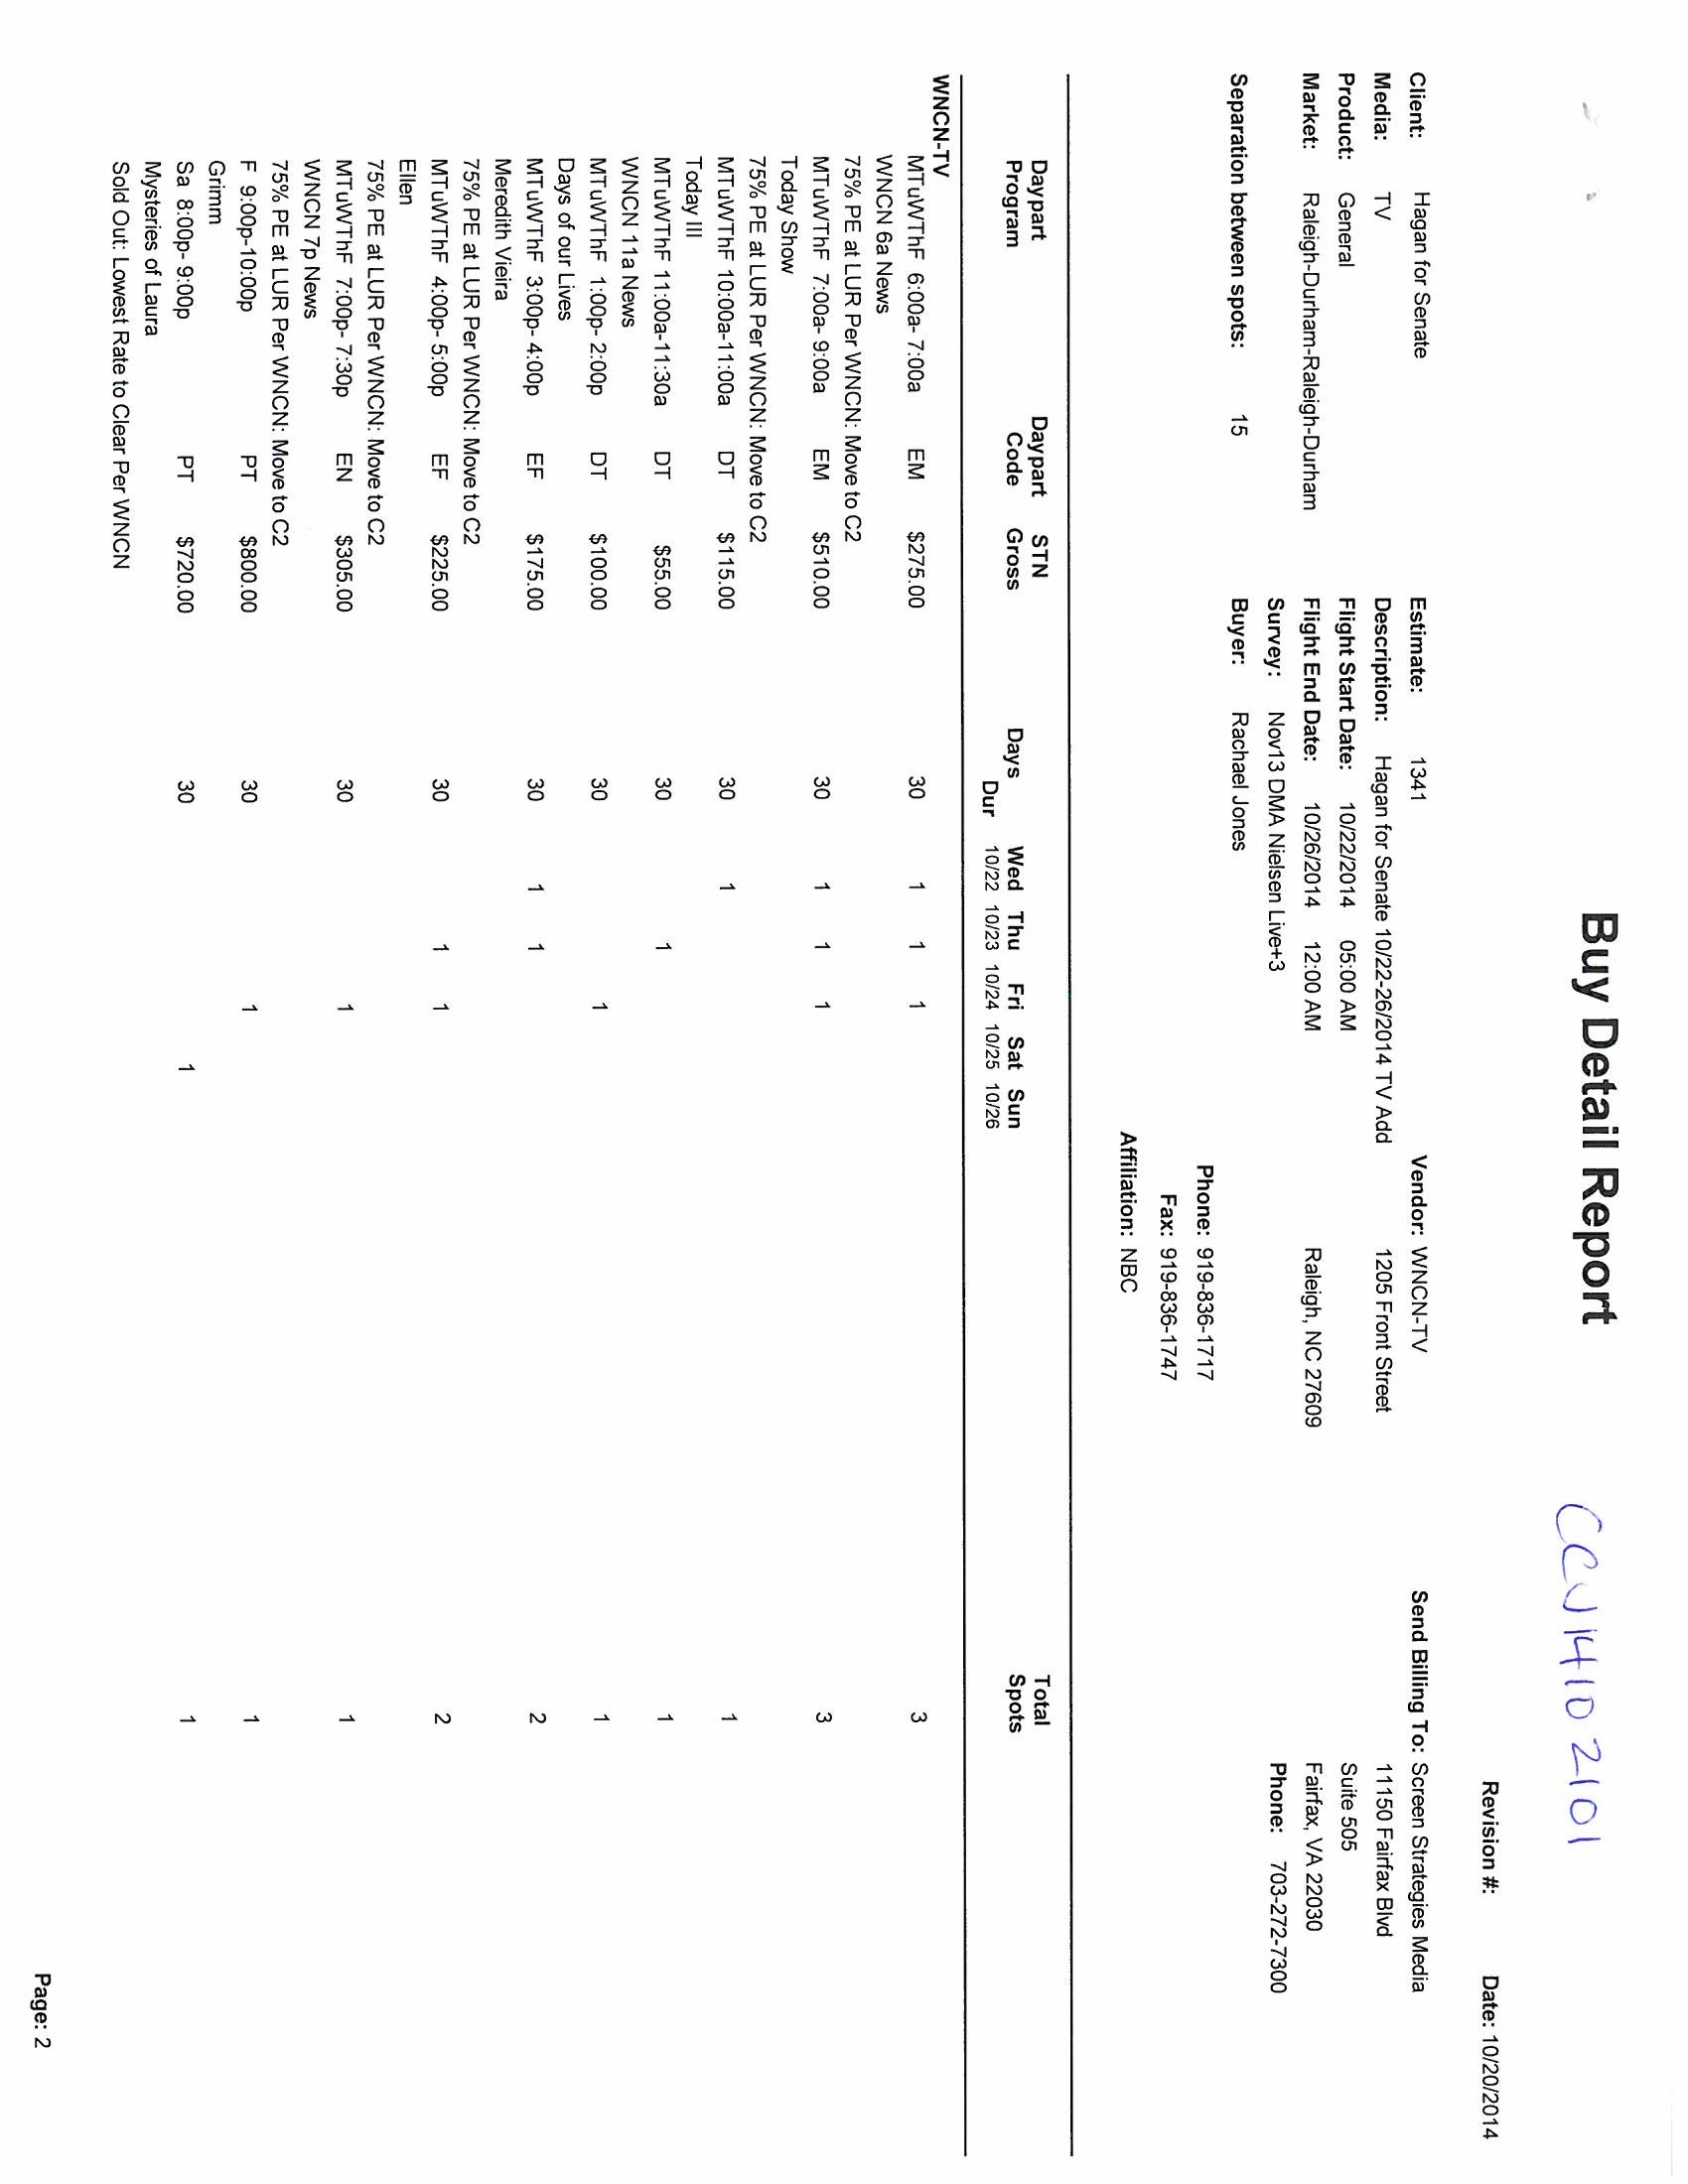 Buy Detail Report
CCU14102101
Revision #: Date: 10/20/2014
Client: Hagan for Senate Estimate: 1341 Vendor: WNCN-TV Send Billing To: Screen Strategies Media
Media: TV Description: Hagan for Senate 10/22-26/2014 TV Add 1205 Front Street 11150 Fairfax Blvd
Product: General Flight Start Date: 10/22/2014 05:00 AM Suite 505
Market: Raleigh-Durham-Raleigh-Durham Flight End Date: 10/26/2014 12:00 AM Raleigh, NC 27609 Fairfax, VA 22030
Survey: Nov13 DMA Nielsen Live+3 Phone: 703-272-7300
Separation between spots: 15 Buyer: Rachael Jones
Phone: 919-836-1717
Fax: 919-836-1747
Affiliation: NBC
Daypart Daypart STN Total
Program Code Gross Days Wed Thu Fri Sat Sun Spots
Dur 10/22 10/23 10/24 10/25 10/26
WNCN-TV
MTuWThF 6:00a- 7:00a EM $275.00 30 1 1 1 3
WNCN 6a News
75% PE at LUR Per WNCN: Move to C2
MTuWThF 7:00a- 9:00a EM $510.00 30 1 1 1 3
Today Show
75% PE at LUR Per WNCN: Move to C2
MTuWThF 10:00a-11:00a DT $115.00 30 1 1
Today III
MTuWThF 11:00a-11:30a DT $55.00 30 1 1
WNCN 11a News
MTuWThF 1:00p- 2:00p DT $100.00 30 1 1
Days of our Lives
MTuWThF 3:00p- 4:00p EF $175.00 30 1 1 2
Meredith Vieira
75% PE at LUR Per WNCN: Move to C2
MTuWThF 4:00p- 5:00p EF $225.00 30 1 1 2
Ellen
75% PE at LUR Per WNCN: Move to C2
MTuWThF 7:00p- 7:30p EN $305.00 30 1 1
WNCN 7p News
75% PE at LUR Per WNCN: Move to C2
F 9:00p-10:00p PT $800.00 30 1 1
Grimm
Sa 8:00p- 9:00p PT $720.00 30 1 1
Mysteries of Laura
Sold Out: Lowest Rate to Clear Per WNCN
Page: 2